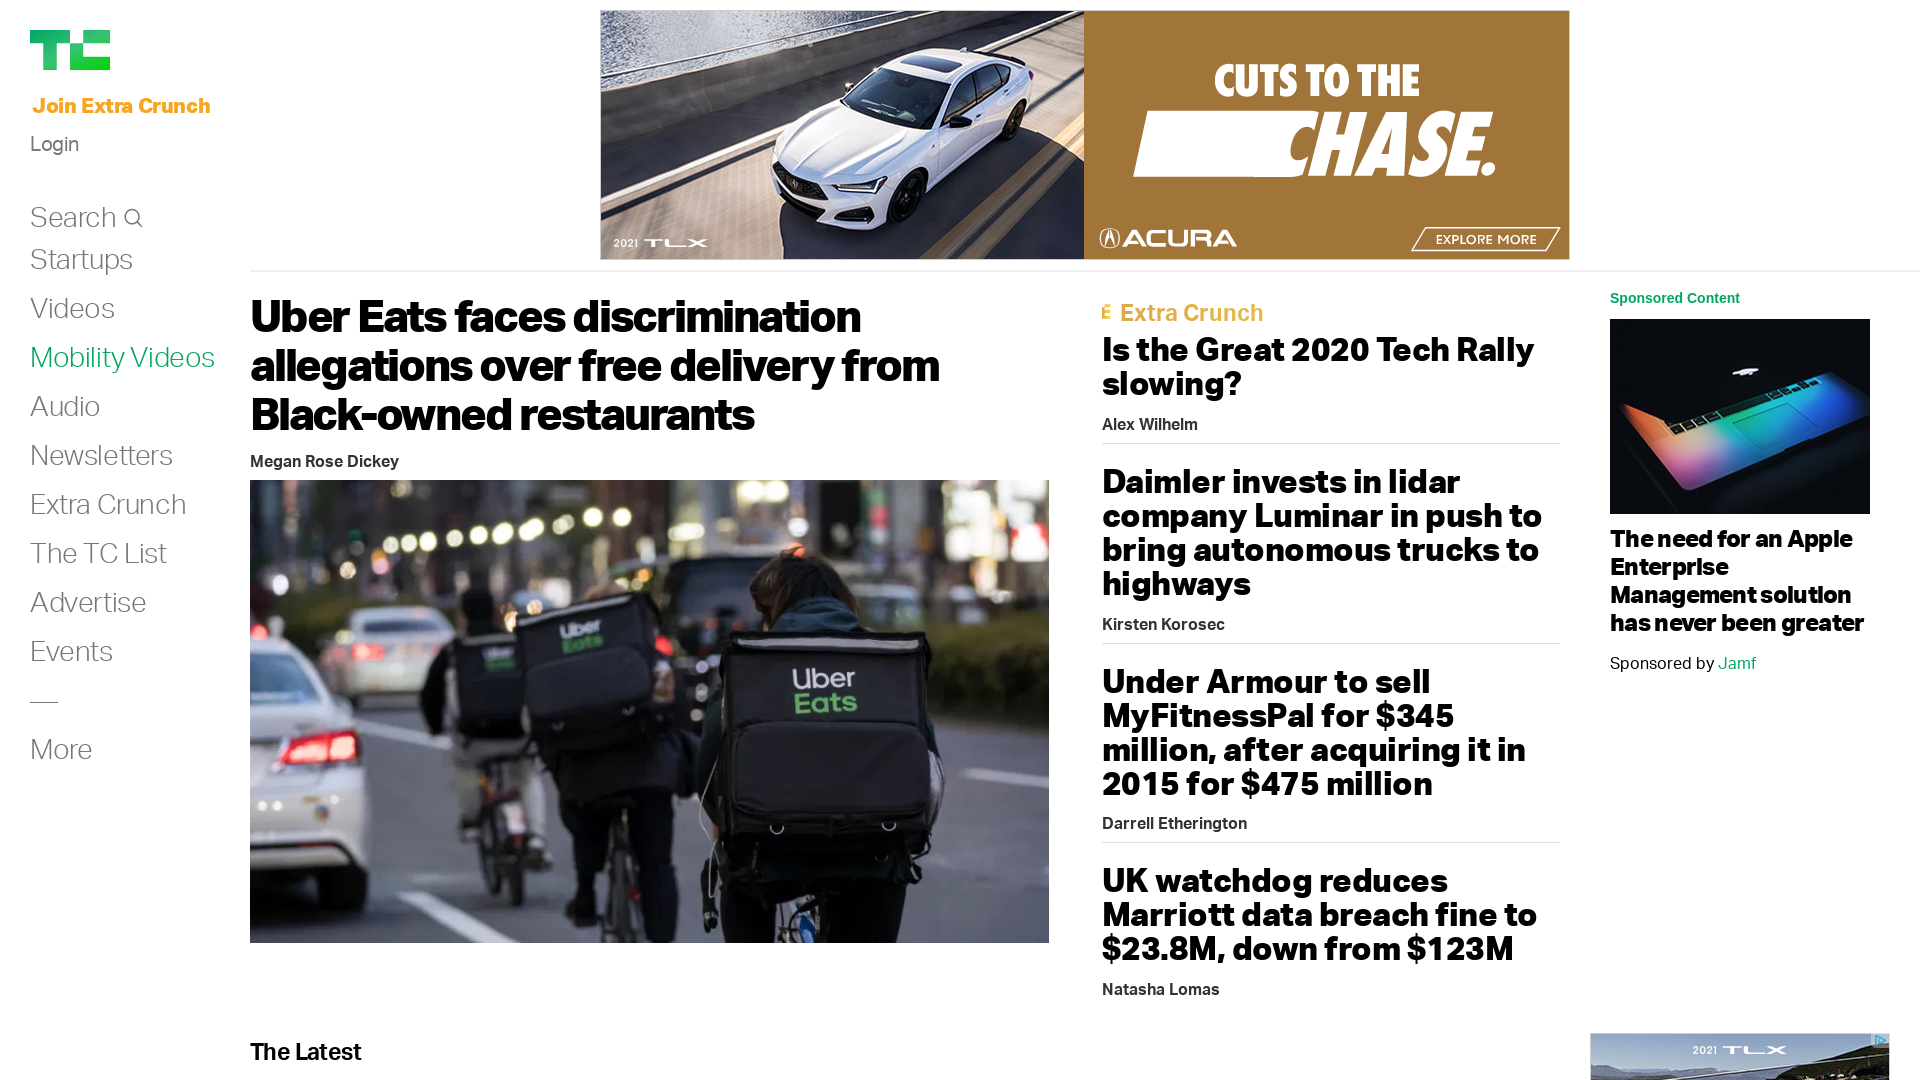 TC
Join Extra Crunch
Login
Search
Startups
Videos
Mobility Videos
Audio
Newsletters
Extra Crunch
The TC List
Advertise
Events
More
2021 TLX
CUTS TO THE
CHASE.
ACURA
EXPLORE MORE
Uber Eats faces discrimination
allegations over free delivery from
Black-owned restaurants
Megan Rose Dickey
Uber
Eats
Uber
Eats
Uber
Eats
Extra Crunch
Is the Great 2020 Tech Rally
slowing?
Alex Wilhelm
Daimler invests in lidar
company Luminar in push to
bring autonomous trucks to
highways
Kirsten Korosec
Under Armour to sell
MyFitnessPal for $345
million, after acquiring it in
2015 for $475 million
Darrell Etherington
UK watchdog reduces
Marriott data breach fine to
$23.8M, down from $123M
Natasha Lomas
Sponsored Content
The need for an Apple
Enterprise
Management solution
has never been greater
Sponsored by Jamf
The Latest
2021 TLX